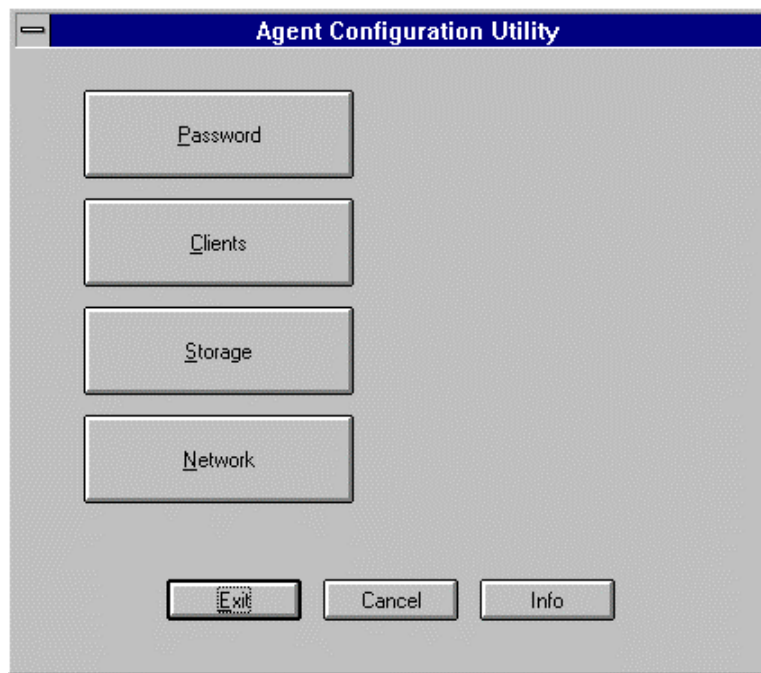 Agent Configuration Utility
Password
Clients
Storage
Network
Exit Cancel Info